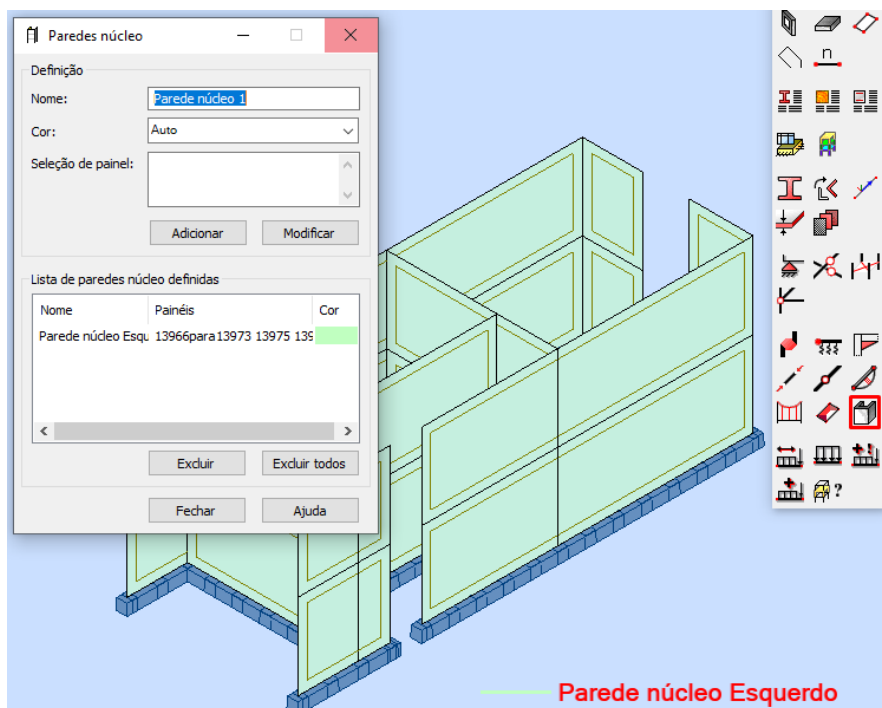 Paredes núcleo
Definição
Nome: Parede núcleo 1
Cor: Auto
Seleção de painel:
Adicionar Modificar
Lista de paredes núcleo definidas
Nome Painéis Cor
Parede núcleo Esqu 13966para13973 13975 139
Excluir Excluir todos
Fechar Ajuda
n
?
Parede núcleo Esquerdo